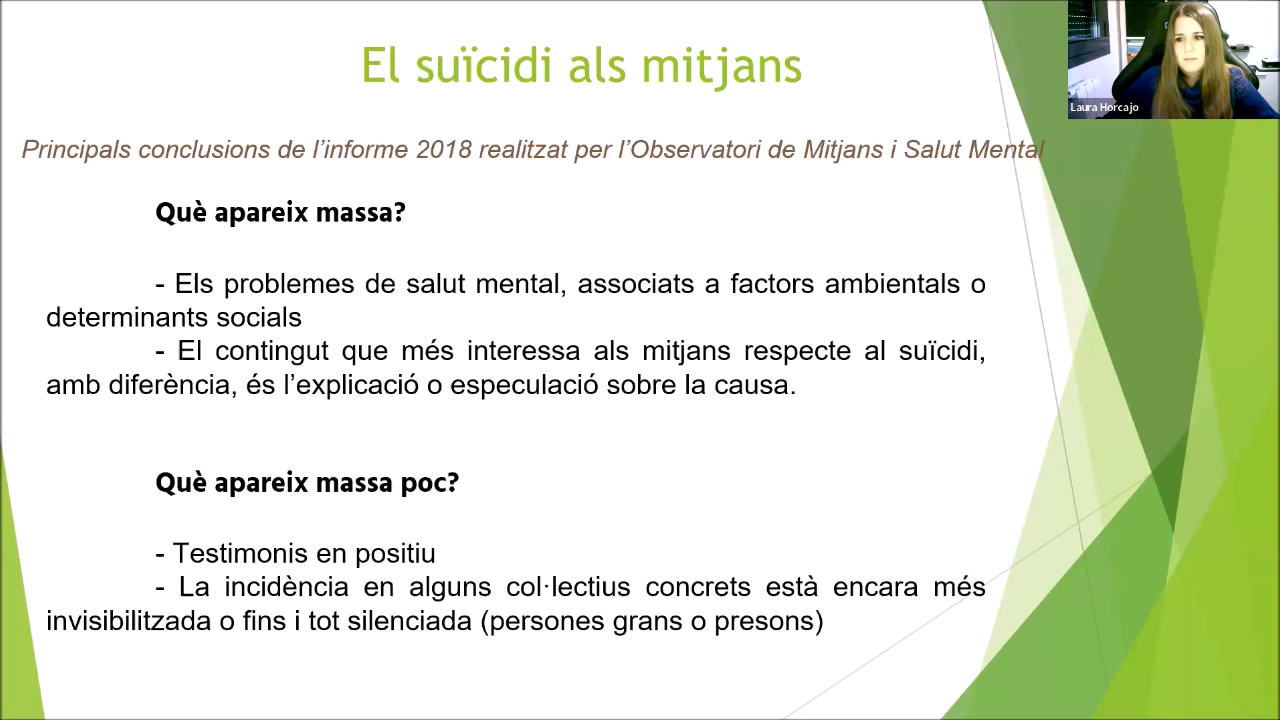 El suïcidi als mitjans
Laura Horcajo
Principals conclusions de l’informe 2018 realitzat per l’Observatori de Mitjans i Salut Mental
Què apareix massa?
- Els problemes de salut mental, associats a factors ambientals o
determinants socials
- El contingut que més interessa als mitjans respecte al suïcidi,
amb diferència, és l’explicació o especulació sobre la causa.
Què apareix massa poc?
- Testimonis en positiu
- La incidència en alguns col·lectius concrets està encara més
invisibilitzada o fins i tot silenciada (persones grans o presons)